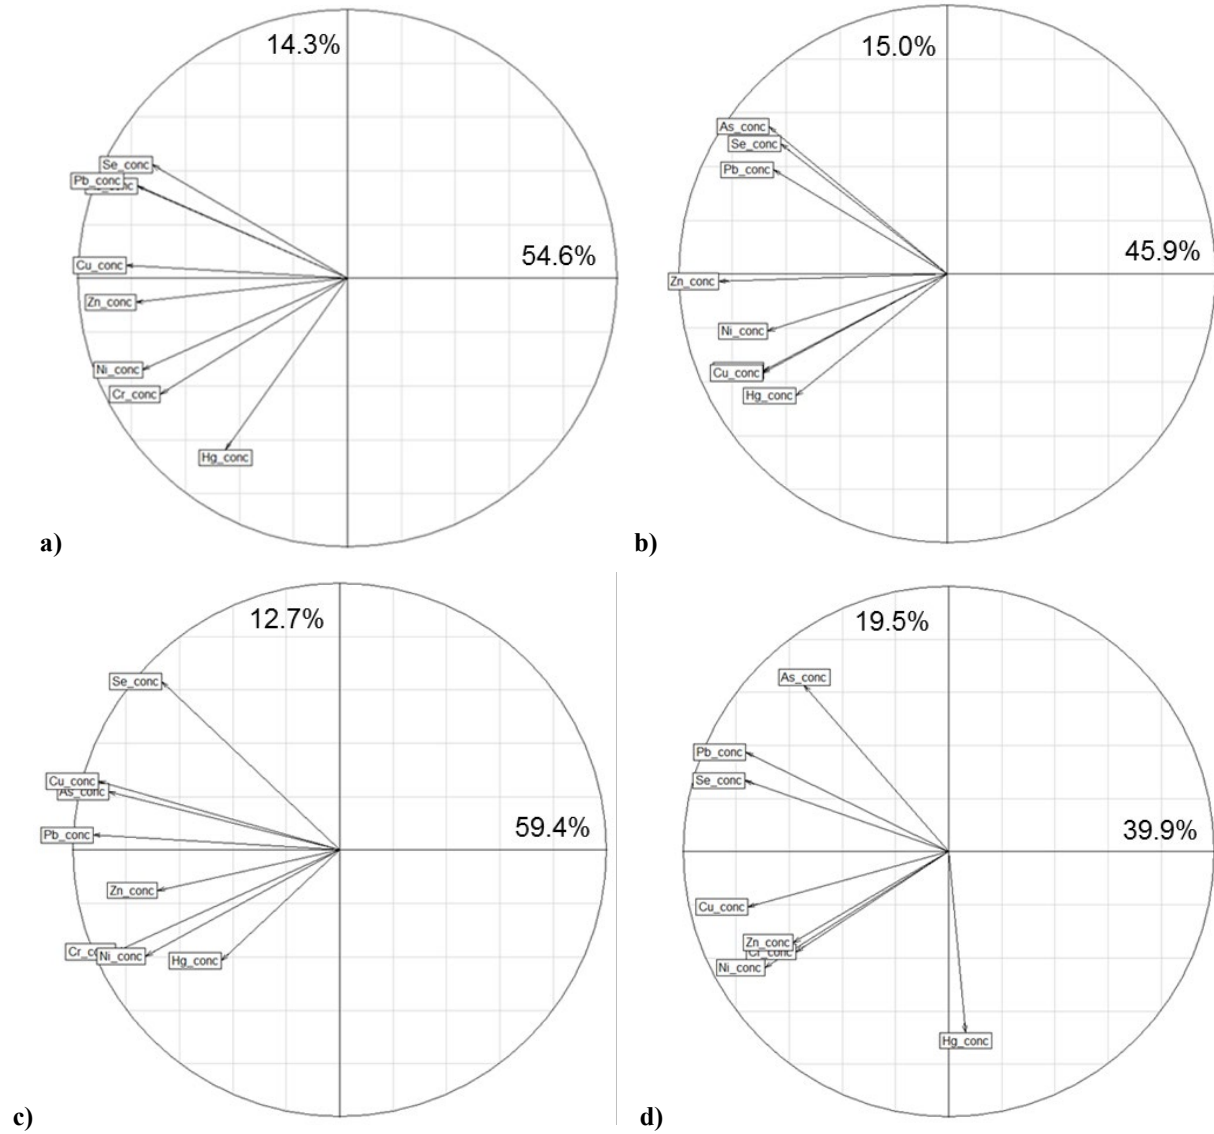 14.3%
Se_conc
Pb_conc
54.6%
Cu_conc
Zn_conc
Ni_conc
Cr_conc
Hg_conc
a)
15.0%
As_conc
Se_conc
Pb_conc
45.9%
Zn_conc
Ni_conc
Cu_conc
Hg_conc
b)
12.7%
Se_conc
Cu_conc
As_conc
59.4%
Pb_conc
Zn_conc
Ni_conc
Hg_conc
c)
19.5%
As_conc
Pb_conc
Se_conc
39.9%
Cu_conc
Zn_conc
Cr_conc
Ni_conc
Hg_conc
d)